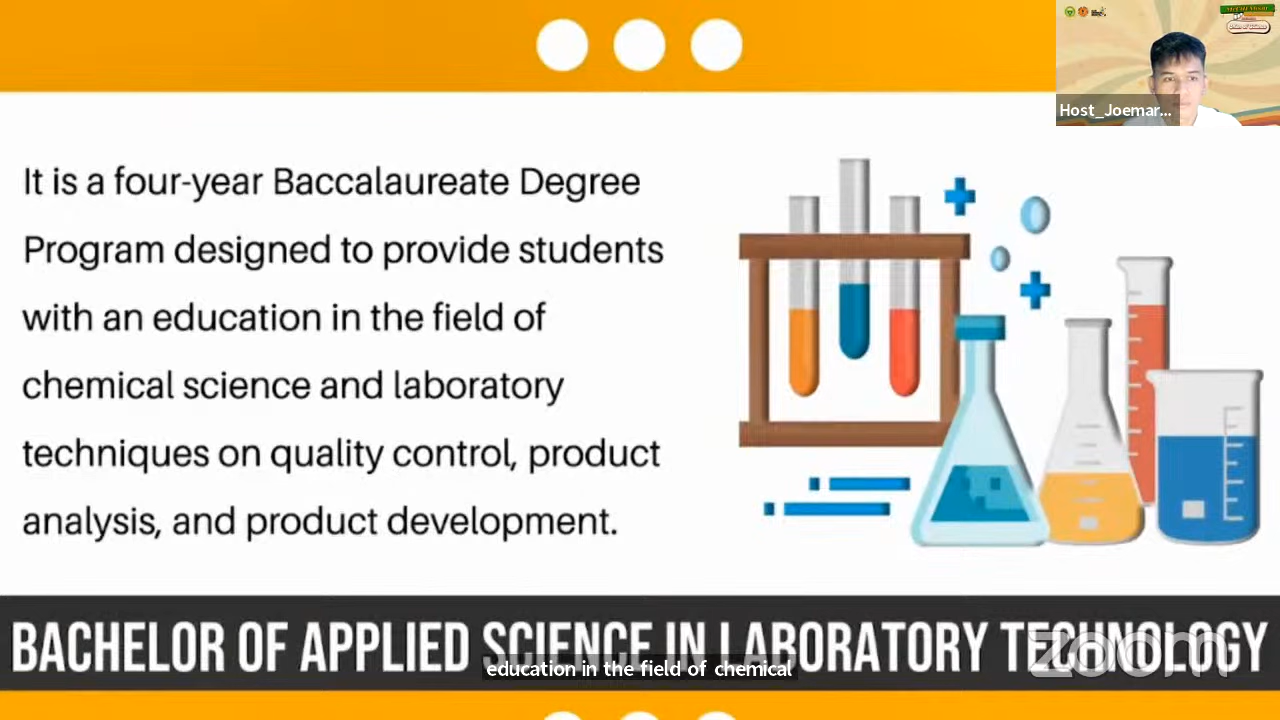 Host_Joemar...
It is a four-year Baccalaureate Degree
Program designed to provide students
with an education in the field of
chemical science and laboratory
techniques on quality control, product
analysis, and product development.
BACHELOR OF APPLIED SCIENCE IN LABORATORY TECHNOLOGY
zoom
education in the field of chemical